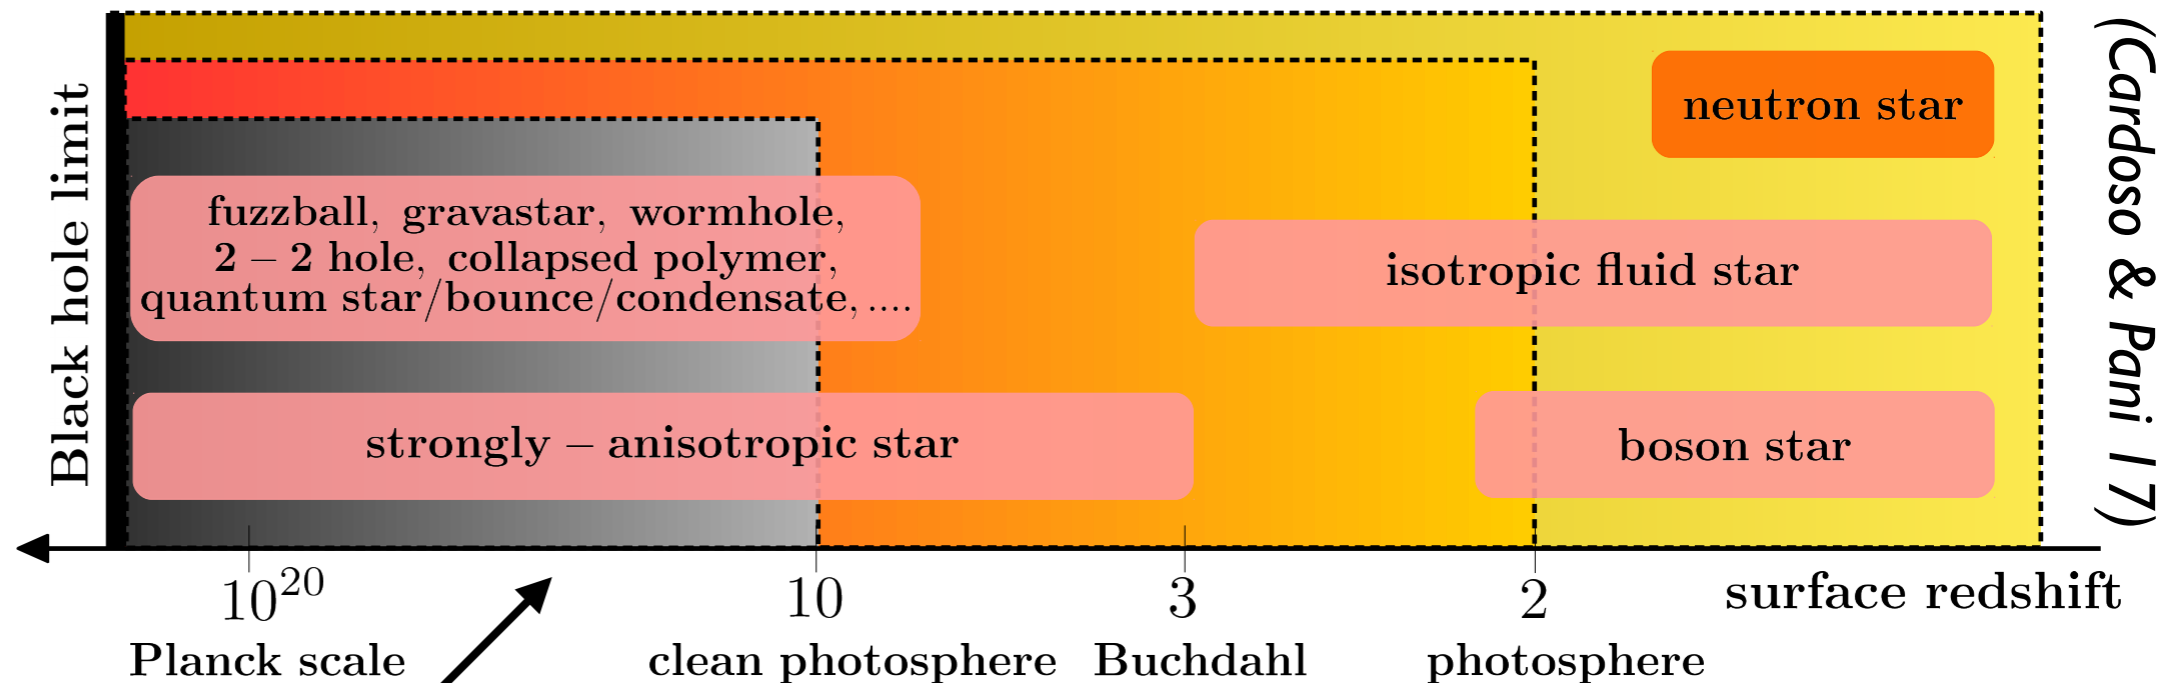 Black hole limit
neutron star
(Cardoso & Pani 17)
fuzzball, gravastar, wormhole,
2 – 2 hole, collapsed polymer,
quantum star/bounce/condensate, ....
isotropic fluid star
strongly – anisotropic star
boson star
10²⁰
10
3
2
surface redshift
Planck scale
clean photosphere
Buchdahl
photosphere